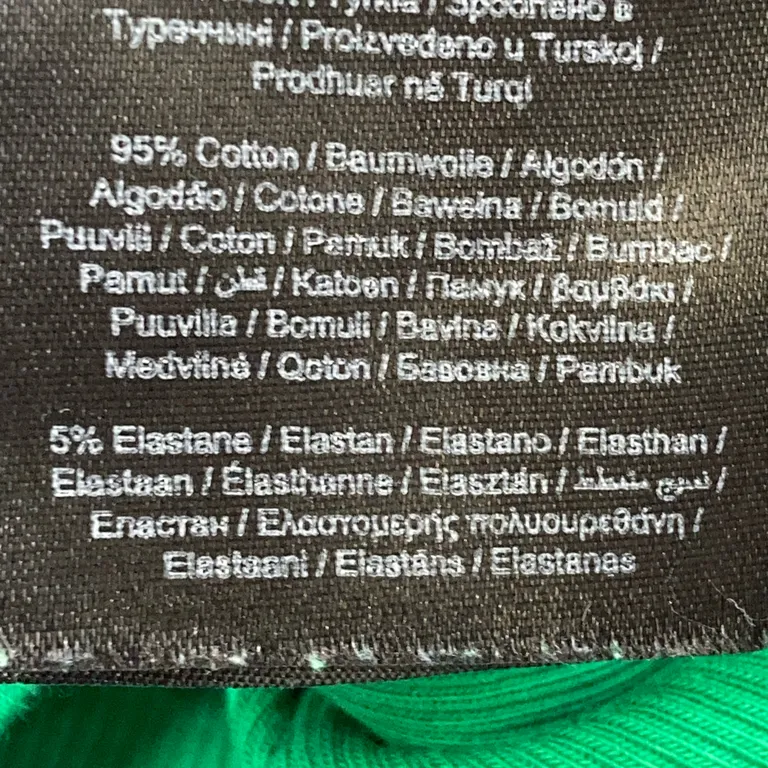 Туреччині / Proizvedeno u Turskoj /
Prodhuar në Turqi
95% Cotton / Baumwolle / Algodón /
Algodão / Cotone / Bawełna / Bomuld /
Puuvill / Coton / Pamuk / Bombaž / Bumbac /
Pamut / قطن / Katoen / Памук / βαμβάκι /
Puuvilla / Bomull / Bavlna / Kokvilna /
Medvilnė / Qoton / Бавовна / Pambuk
5% Elastane / Elastan / Elastano / Elasthan /
Elastaan / Élasthanne / Elasztán / نسيج مطاط /
Еластан / Ελαστομερής πολυουρεθάνη /
Elastaani / Elastāns / Elastanas